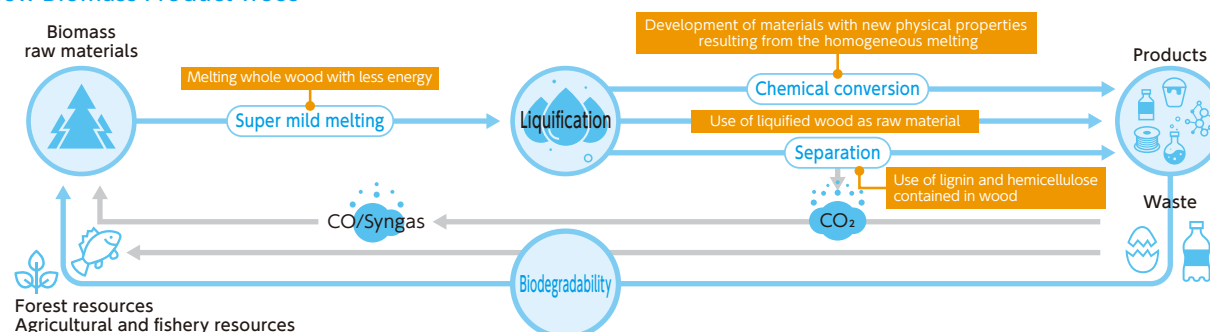 Biomass Product Trees
Biomass
raw materials
Melting whole wood with less energy
Super mild melting
Liquification
Development of materials with new physical properties
resulting from the homogeneous melting
Chemical conversion
Use of liquified wood as raw material
Separation
Use of lignin and hemicellulose
contained in wood
Products
Waste
CO₂
CO/Syngas
Biodegradability
Forest resources
Agricultural and fishery resources